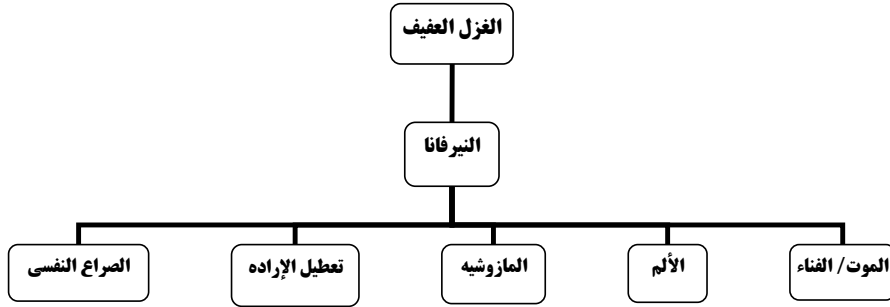 الغزل العفيف
النيرفانا
الموت/ الفناء
الألم
المازوشيه
تعطيل الإراده
الصراع النفسى